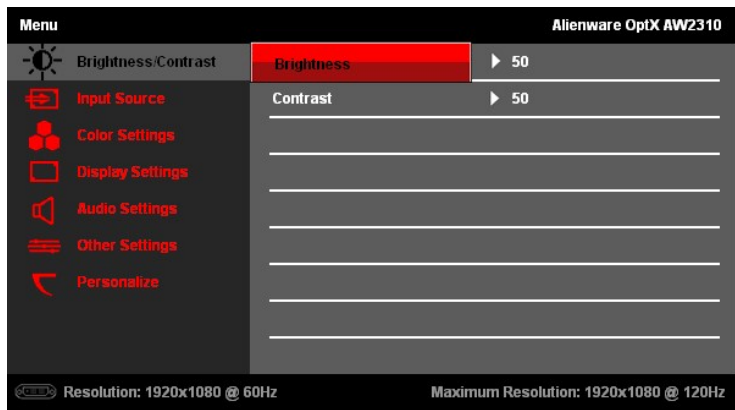 Menu Alienware OptX AW2310
Brightness/Contrast Brightness 50
Input Source Contrast 50
Color Settings
Display Settings
Audio Settings
Other Settings
Personalize
Resolution: 1920x1080 @ 60Hz Maximum Resolution: 1920x1080 @ 120Hz